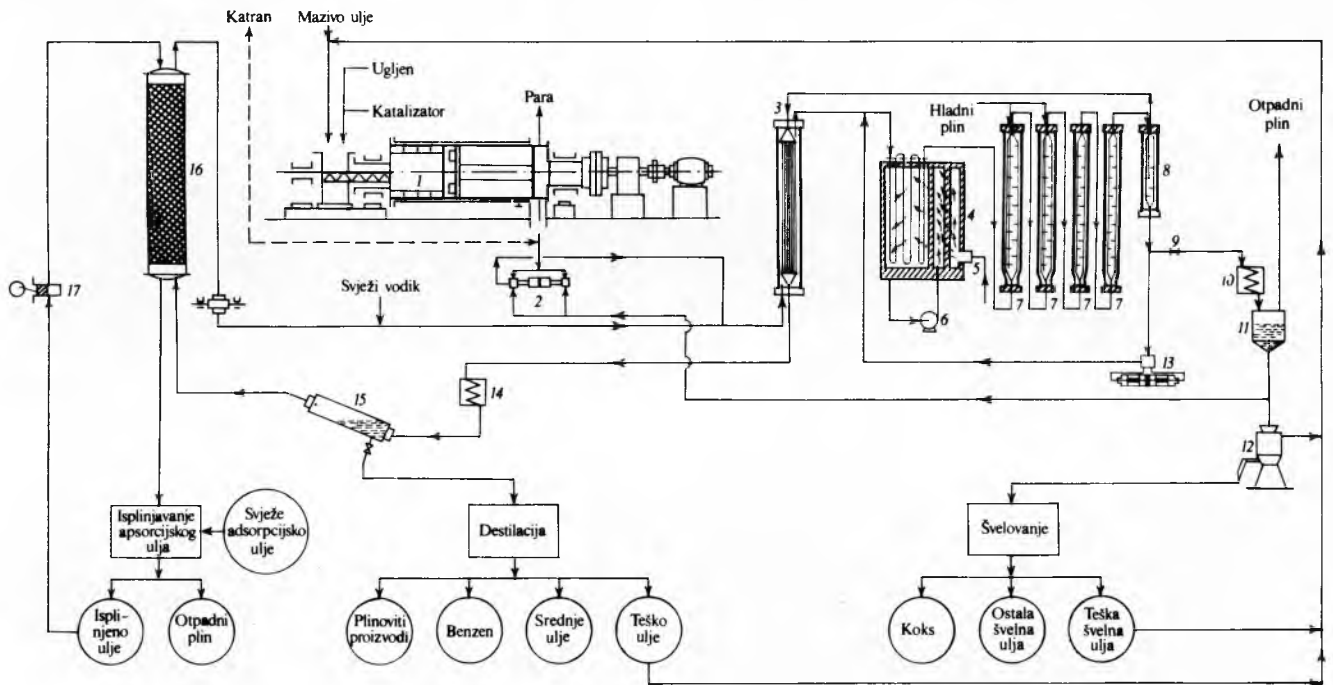 Katran
Mazivo ulje
Ugljen
Katalizator
Para
3
Hladni
plin
Otpadni
plin
16
1
8
4
9
5
10
17
Svježi vodik
2
6
7
7
7
7
11
13
14
15
12
Isplinjavanje
apsorcijskog
ulja
Svježe
adsorpcijsko
ulje
Destilacija
Švelovanje
Ispli-
njeno
ulje
Otpadni
plin
Plinoviti
proizvodi
Benzen
Srednje
ulje
Teško
ulje
Koks
Ostala
švelna
ulja
Teška
švelna
ulja